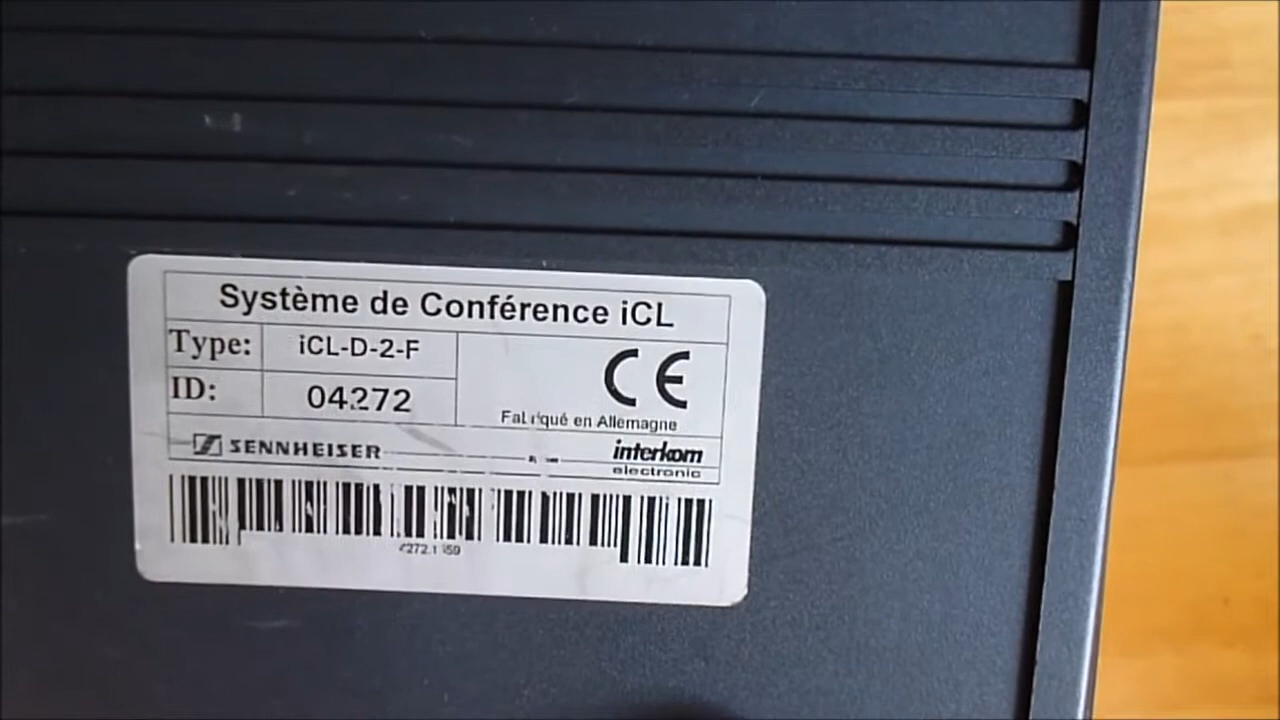 Système de Conférence iCL
Type: iCL-D-2-F
ID: 04272
CE
Fabriqué en Allemagne
SENNHEISER
interkom
electronic